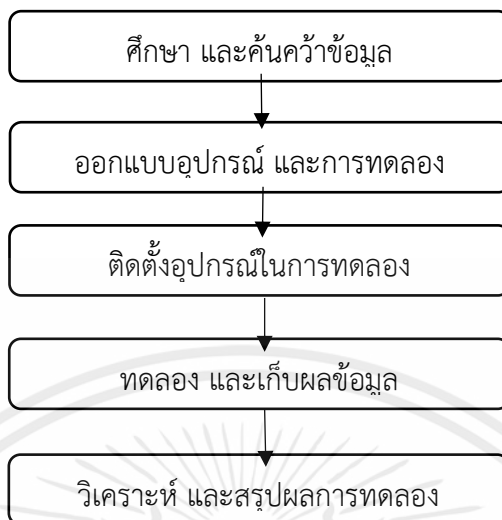 ศึกษา และค้นคว้าข้อมูล
ออกแบบอุปกรณ์ และการทดลอง
ติดตั้งอุปกรณ์ในการทดลอง
ทดลอง และเก็บผลข้อมูล
วิเคราะห์ และสรุปผลการทดลอง